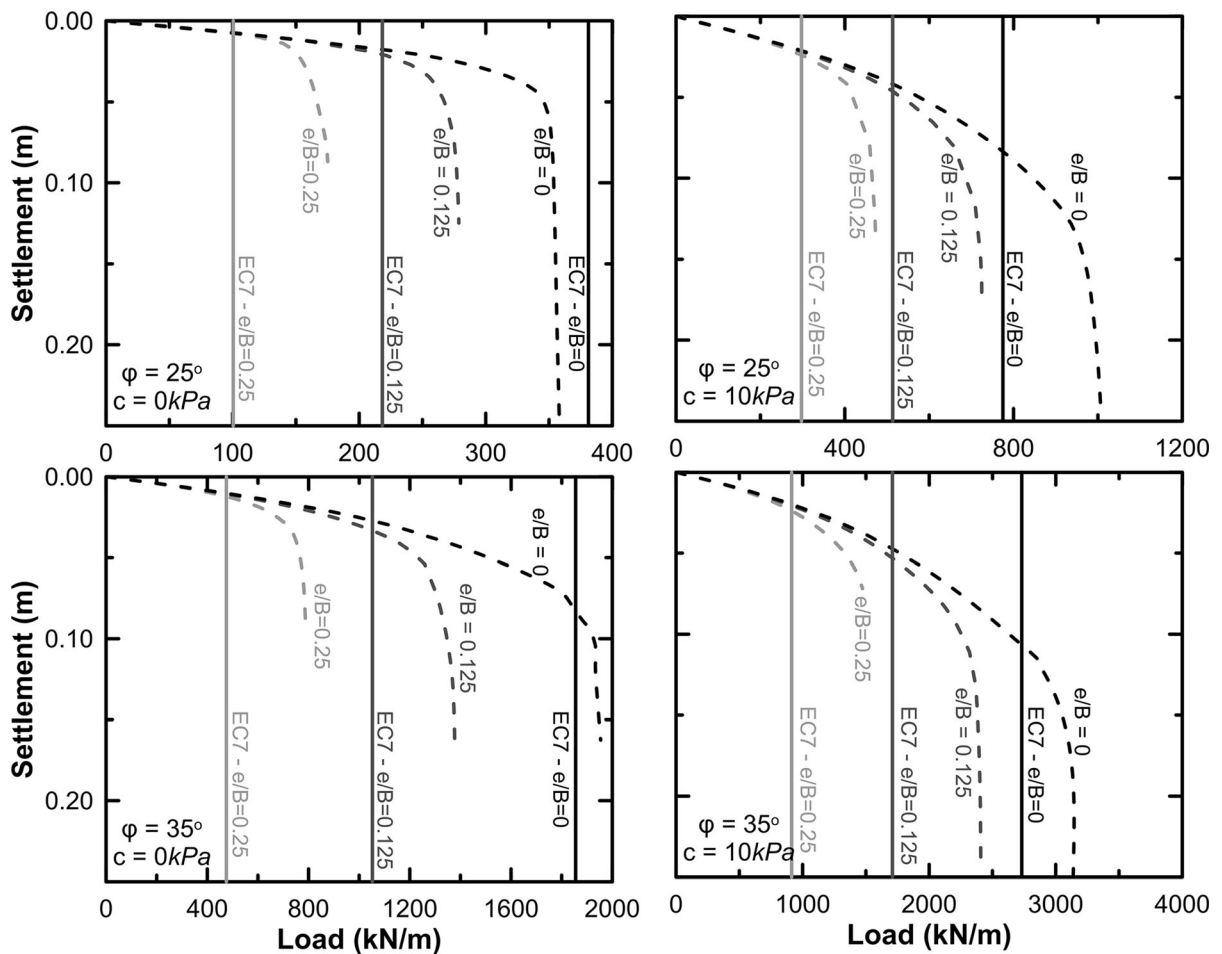 0.00
0.10
0.20
Settlement (m)
e/B=0.25
e/B = 0.125
e/B = 0
EC7 - e/B=0.25
EC7 - e/B=0.125
EC7 - e/B=0
φ = 25º
c = 0kPa
0
100
200
300
400
e/B=0.25
e/B = 0.125
e/B = 0
EC7 - e/B=0.25
EC7 - e/B=0.125
EC7 - e/B=0
φ = 25º
c = 10kPa
0
400
800
1200
0.00
0.10
0.20
Settlement (m)
e/B=0.25
e/B = 0.125
e/B = 0
EC7 - e/B=0.25
EC7 - e/B=0.125
EC7 - e/B=0
φ = 35º
c = 0kPa
0
400
800
1200
1600
2000
Load (kN/m)
e/B=0.25
e/B = 0.125
e/B = 0
EC7 - e/B=0.25
EC7 - e/B=0.125
EC7 - e/B=0
φ = 35º
c = 10kPa
0
1000
2000
3000
4000
Load (kN/m)